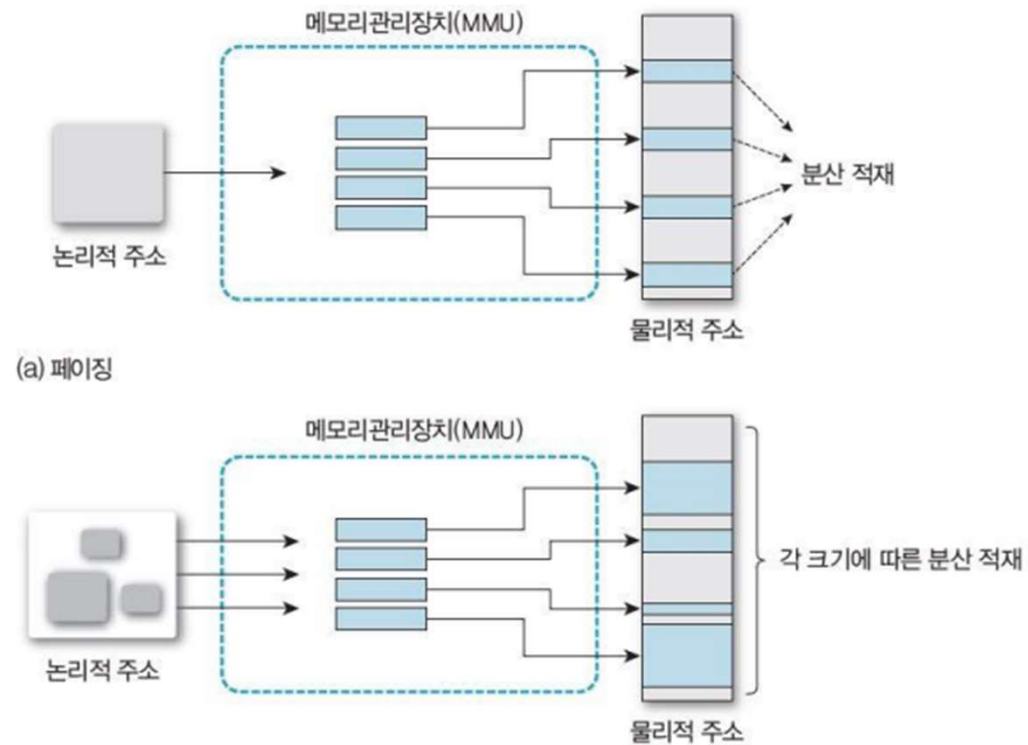 메모리관리장치(MMU)
분산 적재
논리적 주소
물리적 주소
(a) 페이징
메모리관리장치(MMU)
각 크기에 따른 분산 적재
논리적 주소
물리적 주소